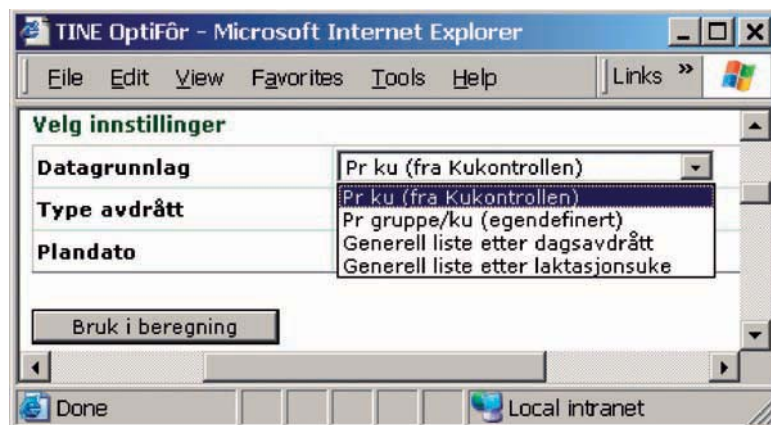 TINE OptiFôr - Microsoft Internet Explorer
File Edit View Favorites Tools Help Links »
Velg innstillinger
Datagrunnlag Pr ku (fra Kukontrollen)
Pr ku (fra Kukontrollen)
Type avdrått Pr gruppe/ku (egendefinert)
Generell liste etter dagsavdrått
Plandato Generell liste etter laktasjonsuke
Bruk i beregning
Done Local intranet